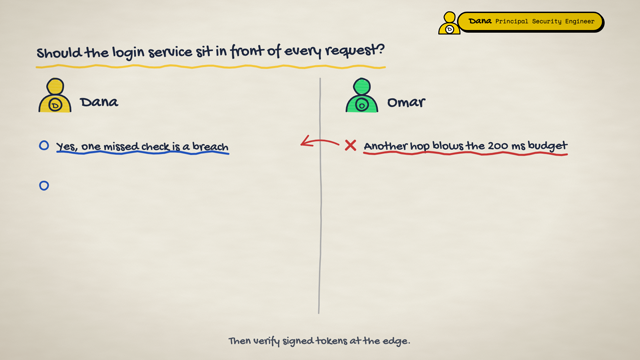 Dana Principal Security Engineer
D
Should the login service sit in front of every request?
D
Dana
O
Omar
Yes, one missed check is a breach
Another hop blows the 200 ms budget
Then verify signed tokens at the edge.